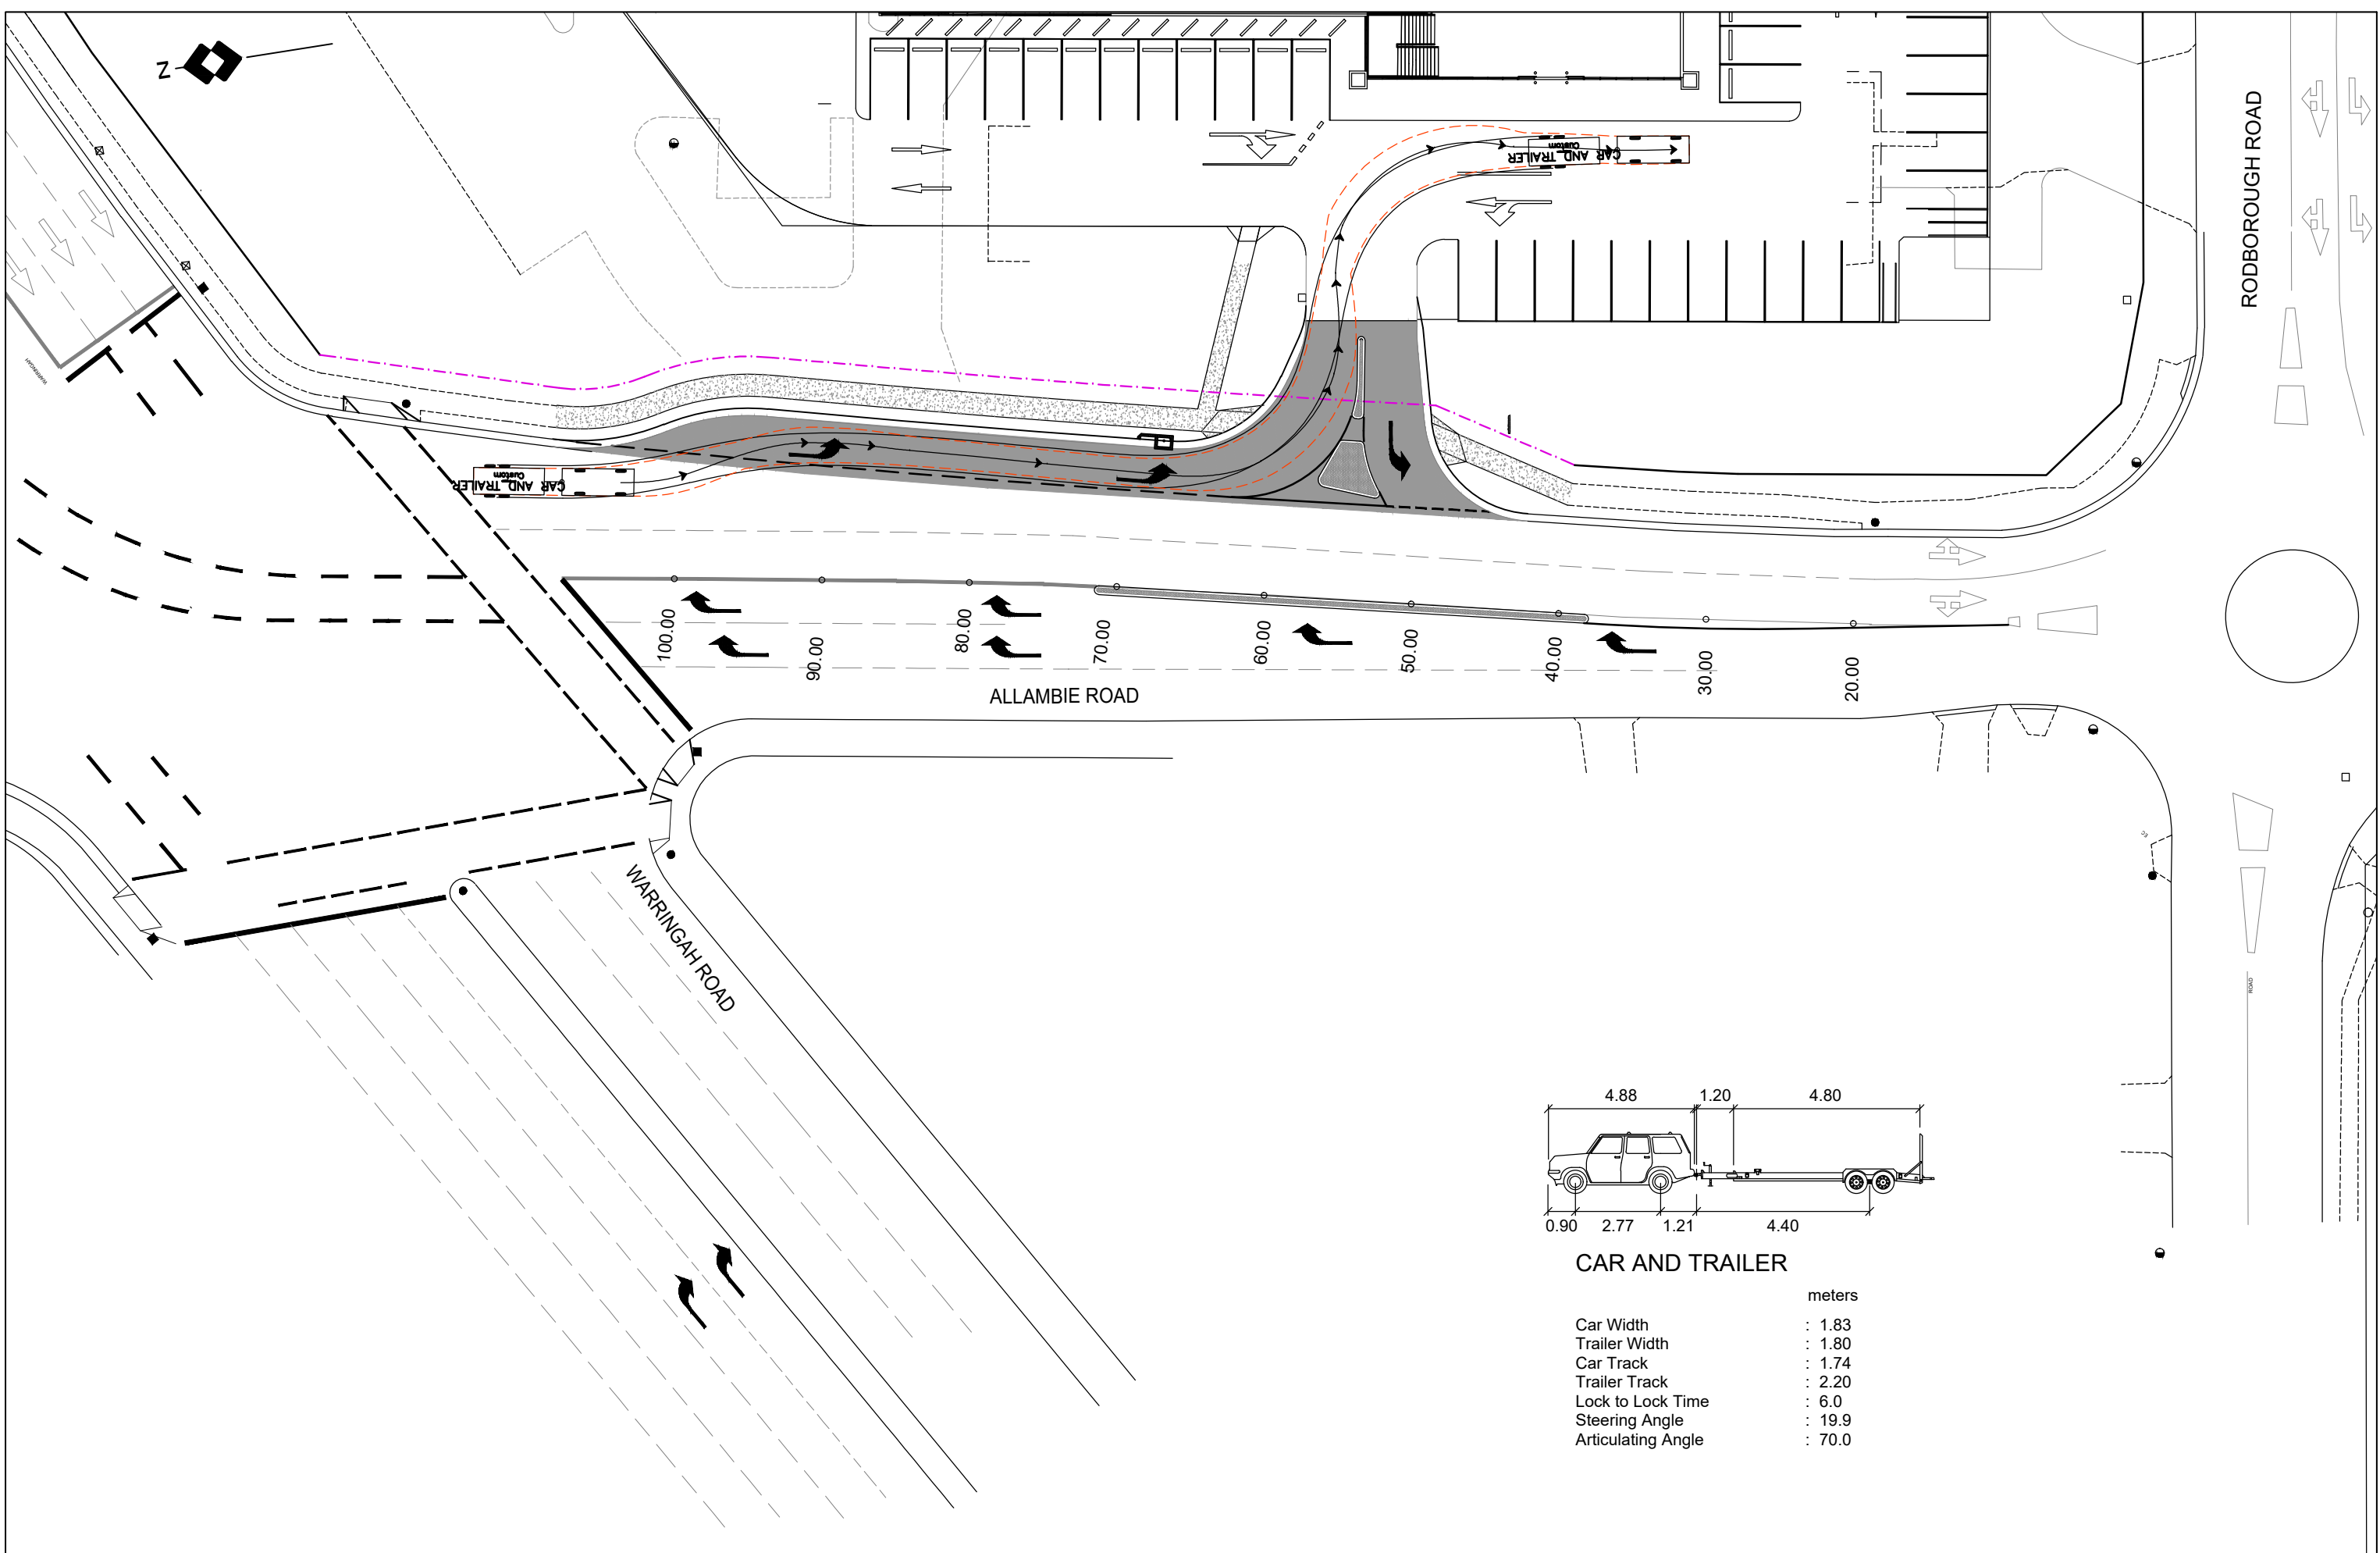 N
WARRINGAH
CAR AND TRAILER
Custom
RODBOROUGH ROAD
CAR AND TRAILER
Custom
100.00
90.00
80.00
70.00
60.00
50.00
40.00
30.00
20.00
ALLAMBIE ROAD
WARRINGAH ROAD
ROAD
4.88
1.20
4.80
0.90
2.77
1.21
4.40
CAR AND TRAILER
meters
Car Width : 1.83
Trailer Width : 1.80
Car Track : 1.74
Trailer Track : 2.20
Lock to Lock Time : 6.0
Steering Angle : 19.9
Articulating Angle : 70.0